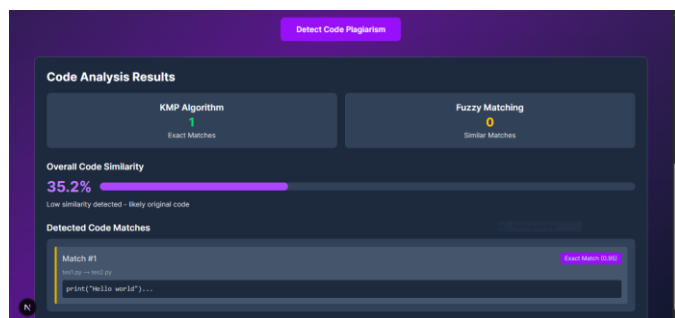 Detect Code Plagiarism
Code Analysis Results
KMP Algorithm
1
Exact Matches
Fuzzy Matching
0
Similar Matches
Overall Code Similarity
35.2%
Low similarity detected - likely original code
Detected Code Matches
Match #1
Exact Match (0.95)
test1.py → test2.py
print("Hello world")...
N